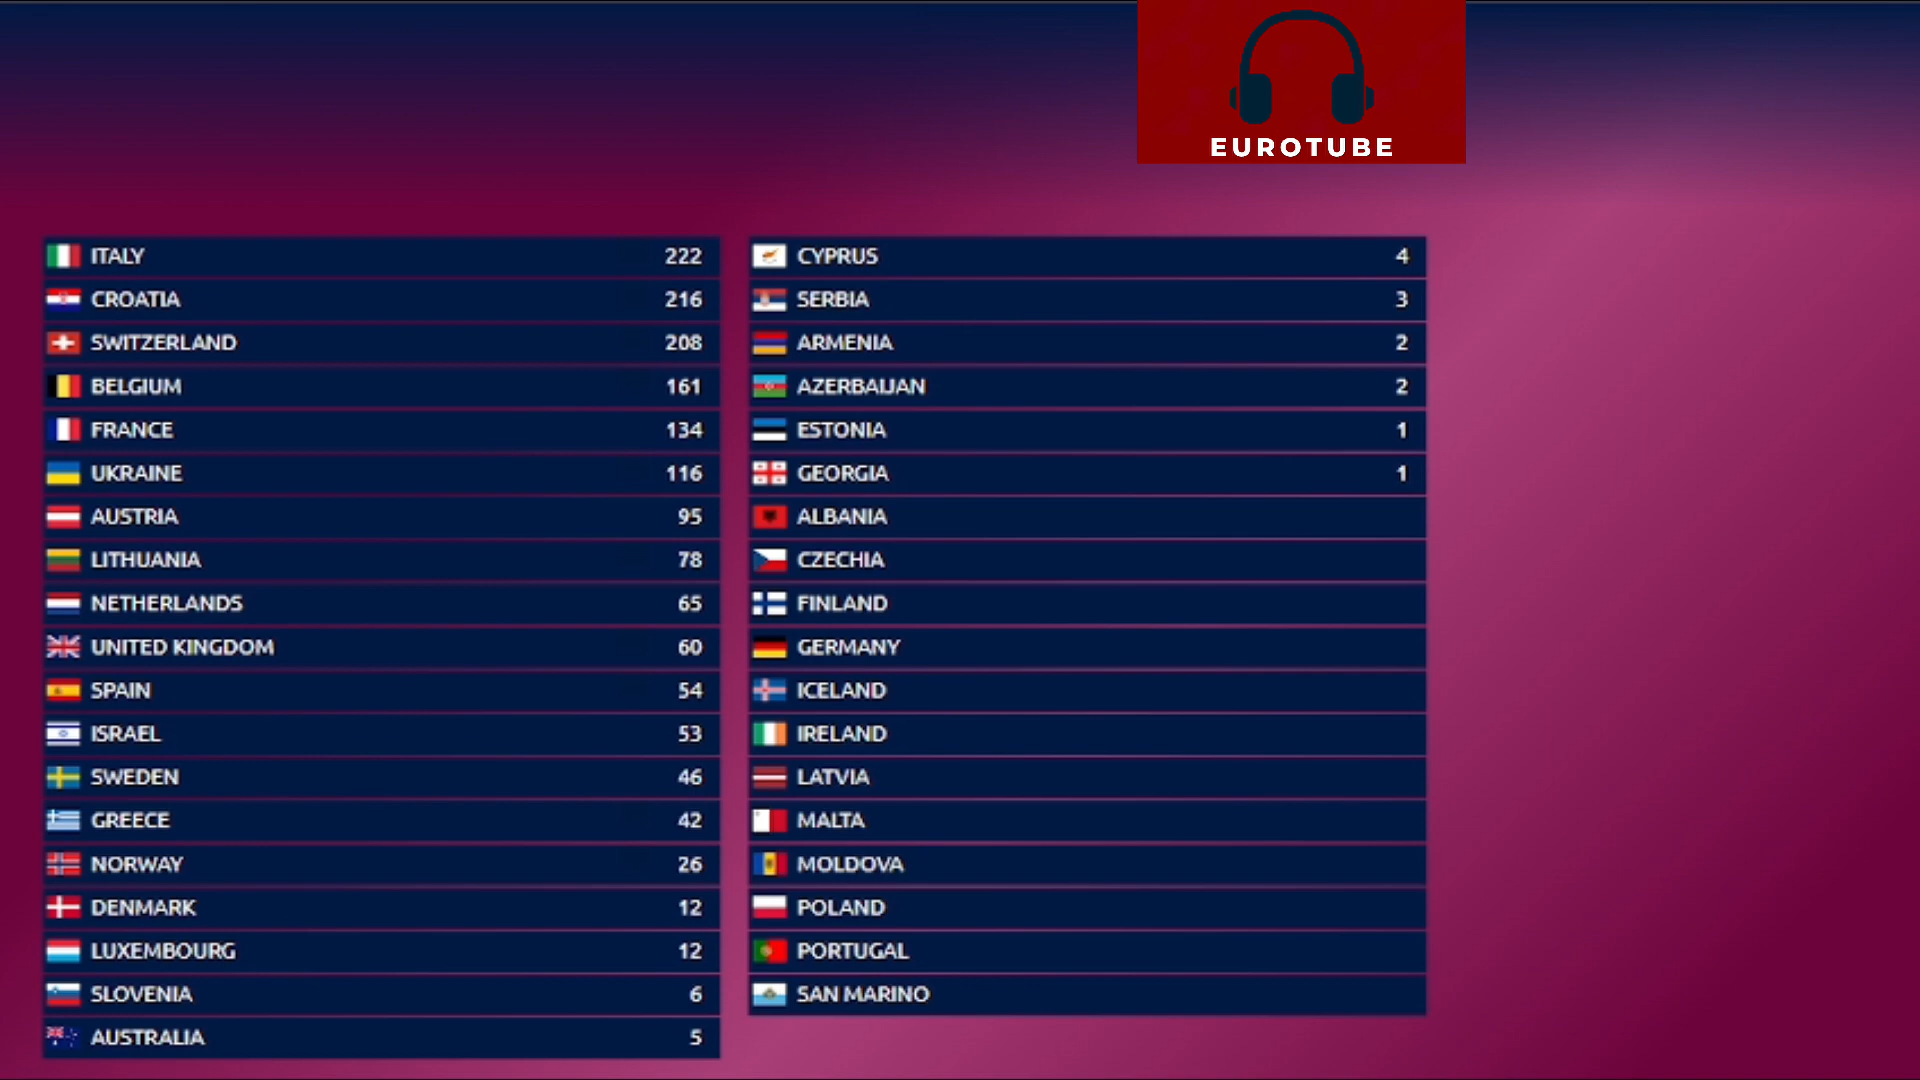 EUROTUBE
ITALY 222
CROATIA 216
SWITZERLAND 208
BELGIUM 161
FRANCE 134
UKRAINE 116
AUSTRIA 95
LITHUANIA 78
NETHERLANDS 65
UNITED KINGDOM 60
SPAIN 54
ISRAEL 53
SWEDEN 46
GREECE 42
NORWAY 26
DENMARK 12
LUXEMBOURG 12
SLOVENIA 6
AUSTRALIA 5
CYPRUS 4
SERBIA 3
ARMENIA 2
AZERBAIJAN 2
ESTONIA 1
GEORGIA 1
ALBANIA
CZECHIA
FINLAND
GERMANY
ICELAND
IRELAND
LATVIA
MALTA
MOLDOVA
POLAND
PORTUGAL
SAN MARINO